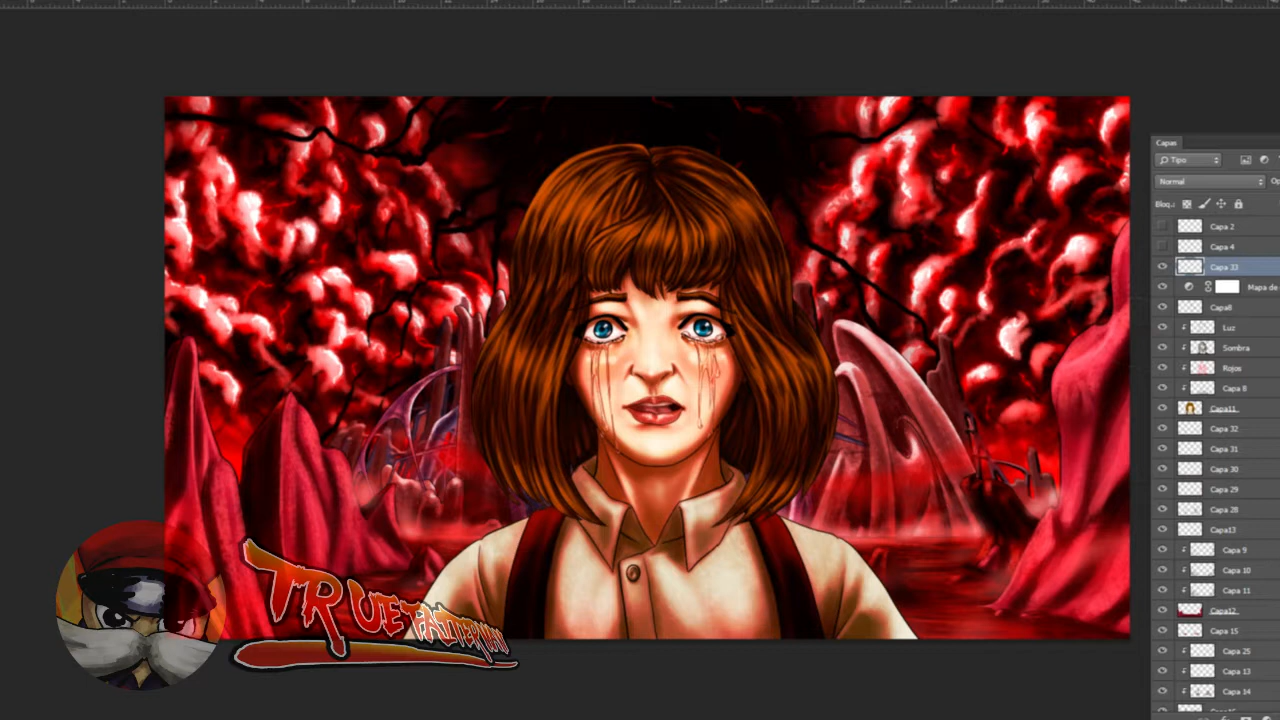 Capas
Tipo
Normal
Op
Bloq.:
Capa 2
Capa 4
Capa 33
Mapa de
Capa8
Luz
Sombra
Rojos
Capa 8
Capa11
Capa 32
Capa 31
Capa 30
Capa 29
Capa 28
Capa13
Capa 9
Capa 10
Capa 11
Capa12
Capa 15
Capa 25
Capa 13
Capa 14